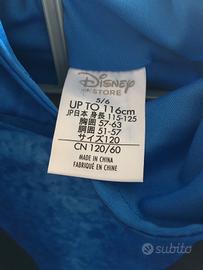 Disney
STORE
5/6
UP TO 116cm
JP日本 身長 115-125
胸囲 57-63
胴囲 51-57
サイズ120
CN 120/60
MADE IN CHINA
FABRIQUÉ EN CHINE
subito